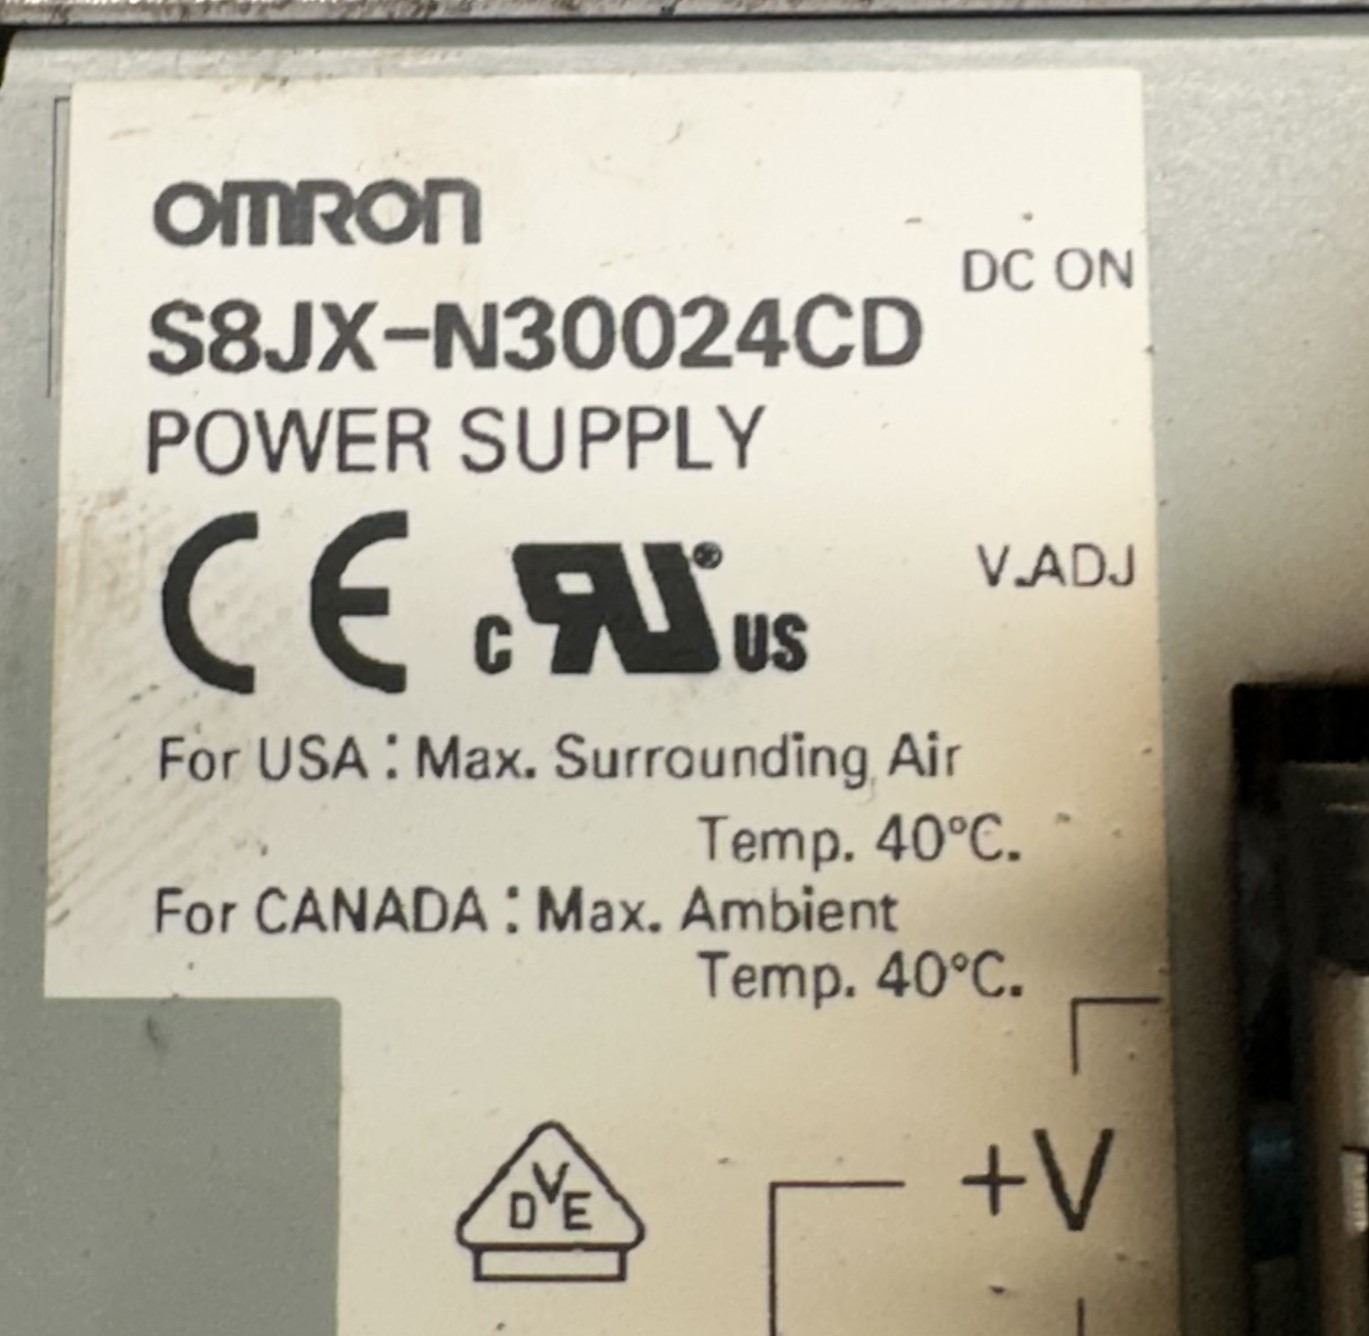 omron
DC ON
S8JX-N30024CD
POWER SUPPLY
CE c RU® US
V.ADJ
For USA : Max. Surrounding Air
Temp. 40°C.
For CANADA : Max. Ambient
Temp. 40°C.
DVE
+V